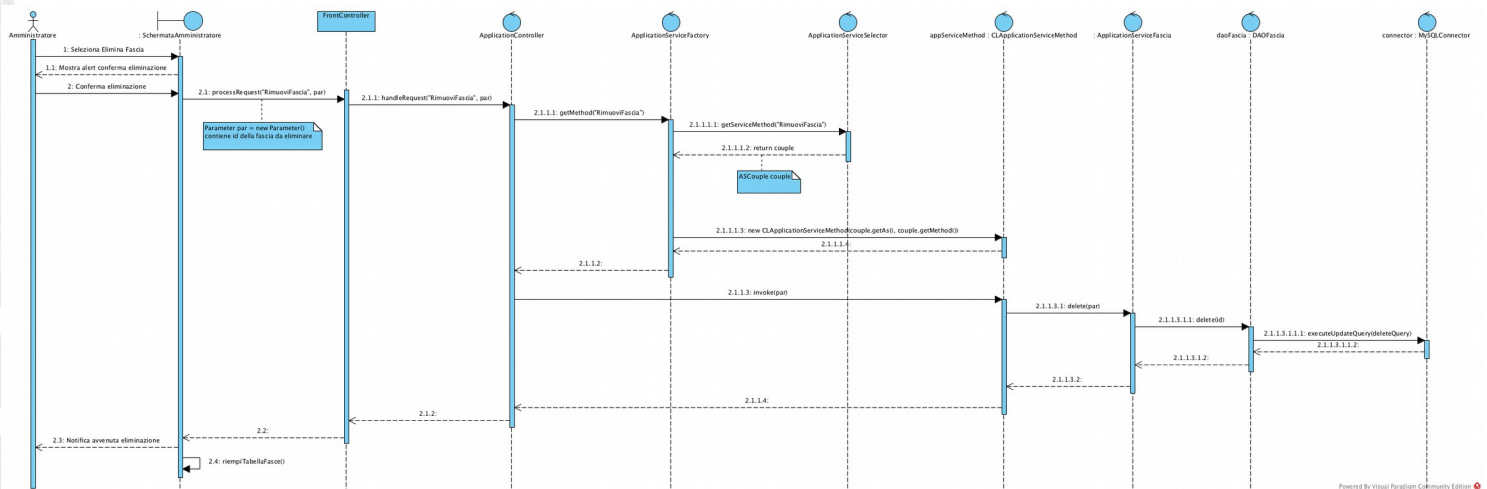 FrontController
Amministratore
: SchermataAmministratore
ApplicationController
ApplicationServiceFactory
ApplicationServiceSelector
appServiceMethod : CLApplicationServiceMethod
: ApplicationServiceFascia
daoFascia : DAOFascia
connector : MySQLConnector
1: Seleziona Elimina Fascia
1.1: Mostra alert conferma eliminazione
2: Conferma eliminazione
2.1: processRequest("RimuoviFascia", par)
2.1.1: handleRequest("RimuoviFascia", par)
2.1.1.1: getMethod("RimuoviFascia")
2.1.1.1.1: getServiceMethod("RimuoviFascia")
Parameter par = new Parameter()
contiene id della fascia da eliminare
2.1.1.1.2: return couple
ASCouple couple
2.1.1.1.3: new CLApplicationServiceMethod(couple.getAs(), couple.getMethod())
2.1.1.1.4:
2.1.1.2:
2.1.1.3: invoke(par)
2.1.1.3.1: delete(par)
2.1.1.3.1.1: delete(id)
2.1.1.3.1.1.1: executeUpdateQuery(deleteQuery)
2.1.1.3.1.1.2:
2.1.1.3.1.2:
2.1.1.3.2:
2.1.1.4:
2.1.2:
2.2:
2.3: Notifica avvenuta eliminazione
2.4: riempiTabellaFasce()
Powered By Visual Paradigm Community Edition